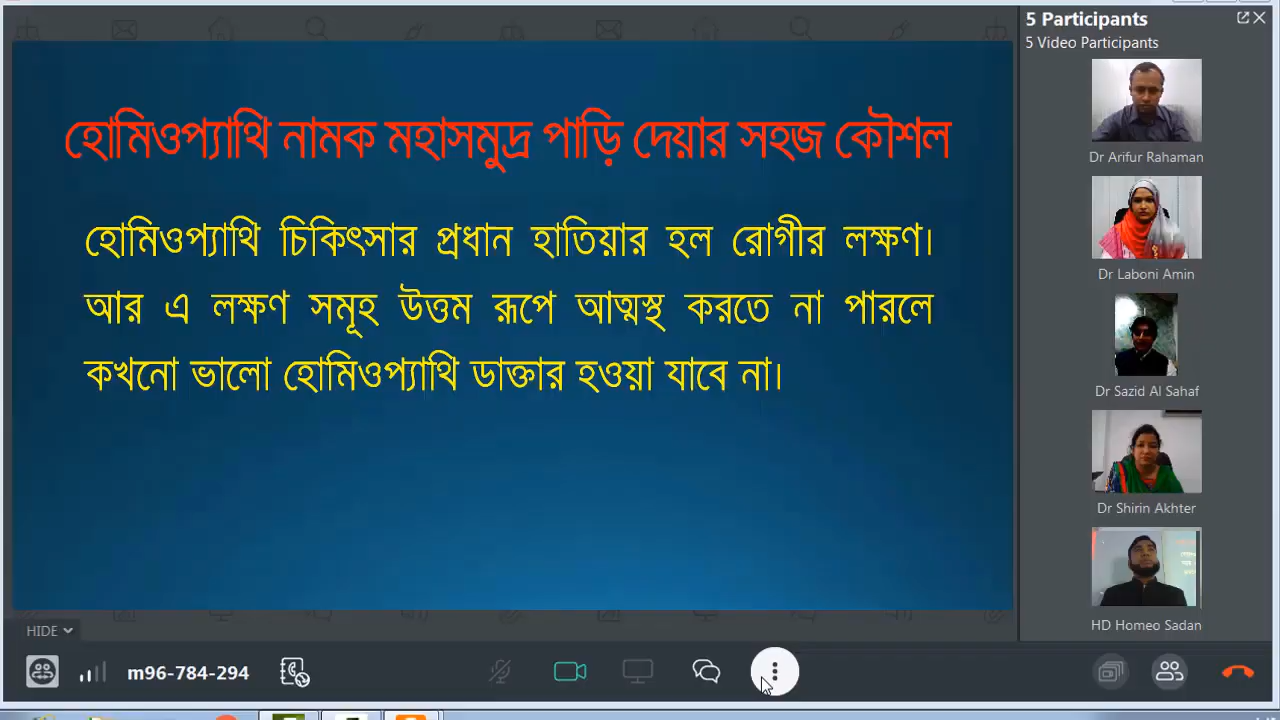 5 Participants
5 Video Participants
হোমিওপ্যাথি নামক মহাসমুদ্র পাড়ি দেয়ার সহজ কৌশল
হোমিওপ্যাথি চিকিৎসার প্রধান হাতিয়ার হল রোগীর লক্ষণ।
আর এ লক্ষণ সমূহ উত্তম রূপে আত্মস্থ করতে না পারলে
কখনো ভালো হোমিওপ্যাথি ডাক্তার হওয়া যাবে না।
Dr Arifur Rahaman
Dr Laboni Amin
Dr Sazid Al Sahaf
Dr Shirin Akhter
HD Homeo Sadan
HIDE
m96-784-294